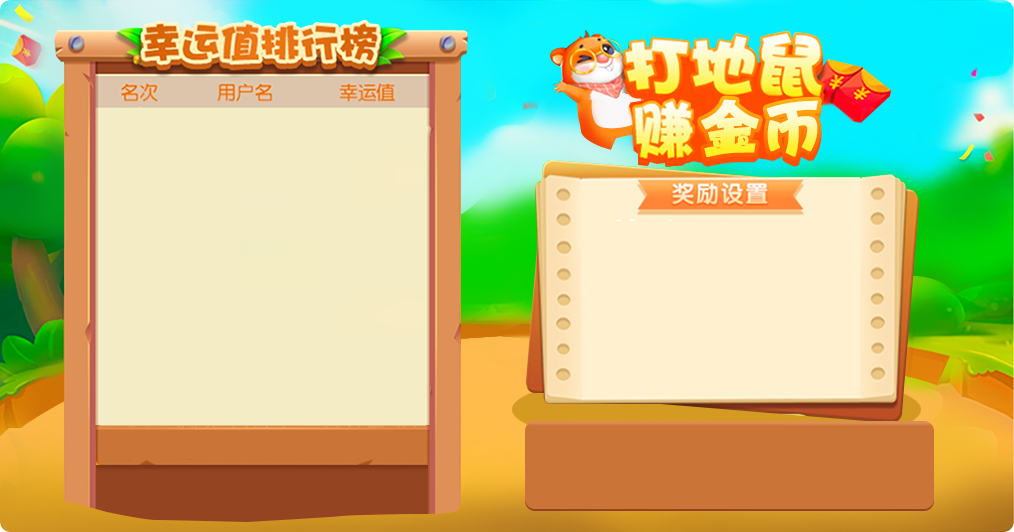 幸运值排行榜
名次 用户名 幸运值
打地鼠
赚金币
奖励设置